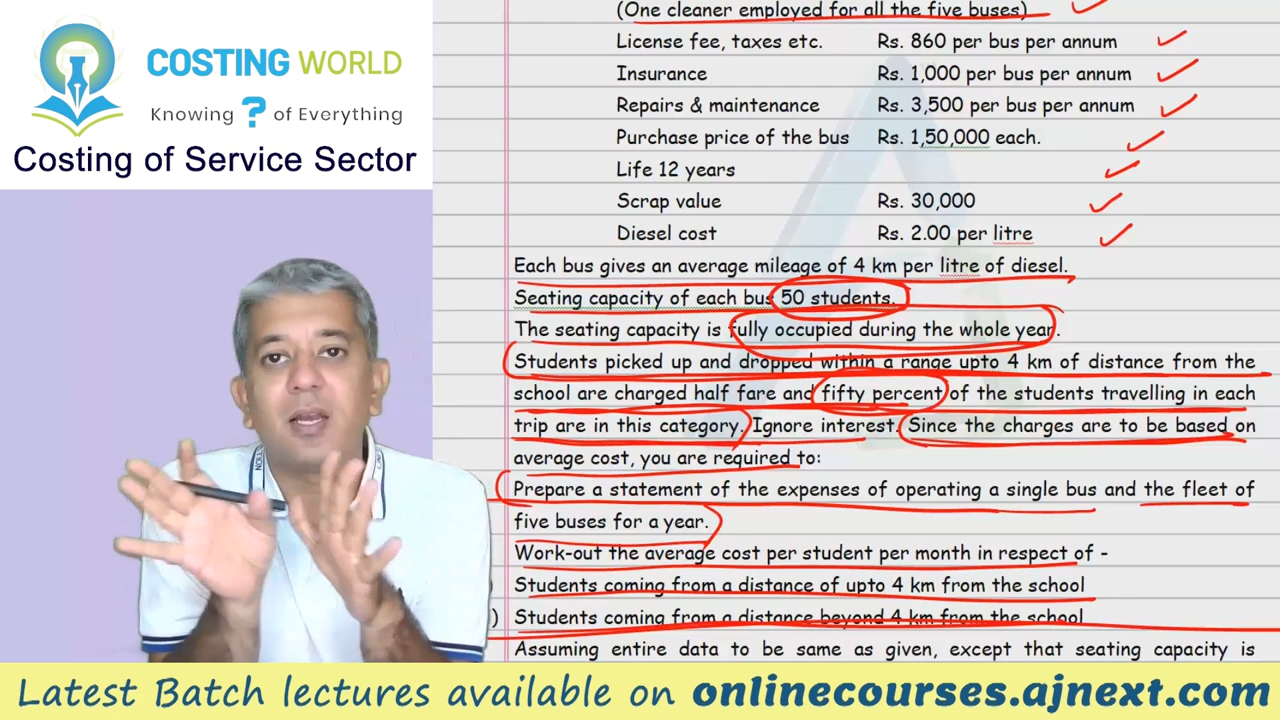 COSTING WORLD
Knowing ? of Everything
Costing of Service Sector
(One cleaner employed for all the five buses)
License fee, taxes etc. Rs. 860 per bus per annum
Insurance Rs. 1,000 per bus per annum
Repairs & maintenance Rs. 3,500 per bus per annum
Purchase price of the bus Rs. 1,50,000 each.
Life 12 years
Scrap value Rs. 30,000
Diesel cost Rs. 2.00 per litre
Each bus gives an average mileage of 4 km per litne of diesel.
Seating capacity of each bus 50 students.
The seating capacity is fully occupied during the whole year.
Students picked up and dropped within a range upto 4 km of distance from the
school are charged half fare and fifty percent of the students travelling in each
trip are in this category. Ignore interest. Since the charges are to be based on
average cost, you are required to:
Prepare a statement of the expenses of operating a single bus and the fleet of
five buses for a year.
Work-out the average cost per student per month in respect of -
Students coming from a distance of upto 4 km from the school
) Students coming from a distance beyond 4 km from the school
Assuming entire data to be same as given, except that seating capacity is
Latest Batch lectures available on onlinecourses.ajnext.com